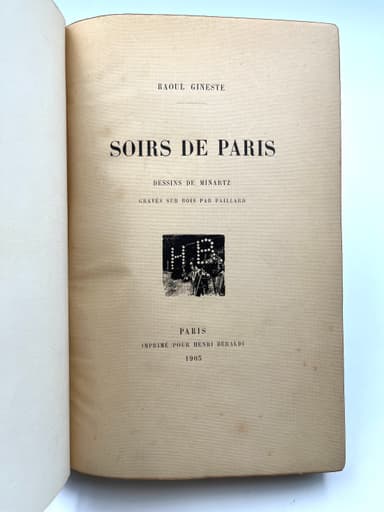 RAOUL GINESTE
SOIRS DE PARIS
DESSINS DE MINARTZ
GRAVÉS SUR BOIS PAR PAILLARD
H.B.
PARIS
IMPRIMÉ POUR HENRI BERALDI
1903